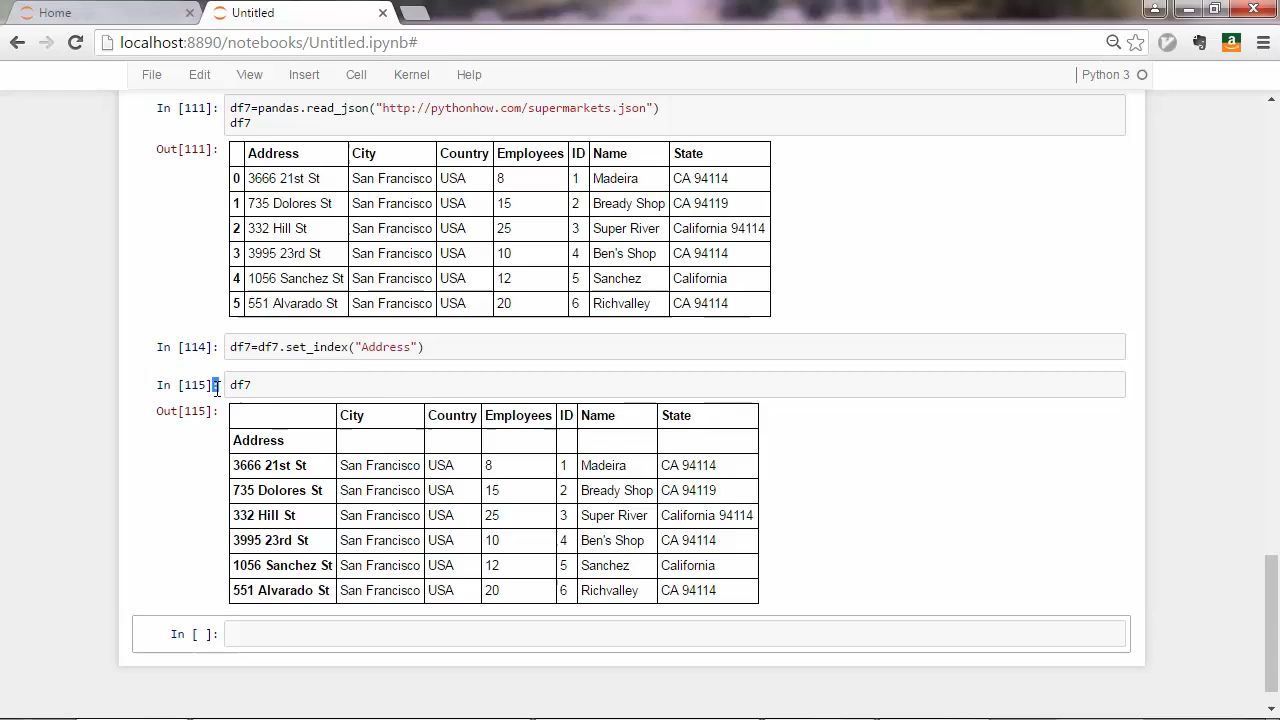 Home
Untitled
localhost:8890/notebooks/Untitled.ipynb#
File Edit View Insert Cell Kernel Help Python 3
In [111]: df7=pandas.read_json("http://pythonhow.com/supermarkets.json")
df7
Out[111]:
Address City Country Employees ID Name State
0 3666 21st St San Francisco USA 8 1 Madeira CA 94114
1 735 Dolores St San Francisco USA 15 2 Bready Shop CA 94119
2 332 Hill St San Francisco USA 25 3 Super River California 94114
3 3995 23rd St San Francisco USA 10 4 Ben's Shop CA 94114
4 1056 Sanchez St San Francisco USA 12 5 Sanchez California
5 551 Alvarado St San Francisco USA 20 6 Richvalley CA 94114
In [114]: df7=df7.set_index("Address")
In [115]: df7
Out[115]:
City Country Employees ID Name State
Address
3666 21st St San Francisco USA 8 1 Madeira CA 94114
735 Dolores St San Francisco USA 15 2 Bready Shop CA 94119
332 Hill St San Francisco USA 25 3 Super River California 94114
3995 23rd St San Francisco USA 10 4 Ben's Shop CA 94114
1056 Sanchez St San Francisco USA 12 5 Sanchez California
551 Alvarado St San Francisco USA 20 6 Richvalley CA 94114
In [ ]: